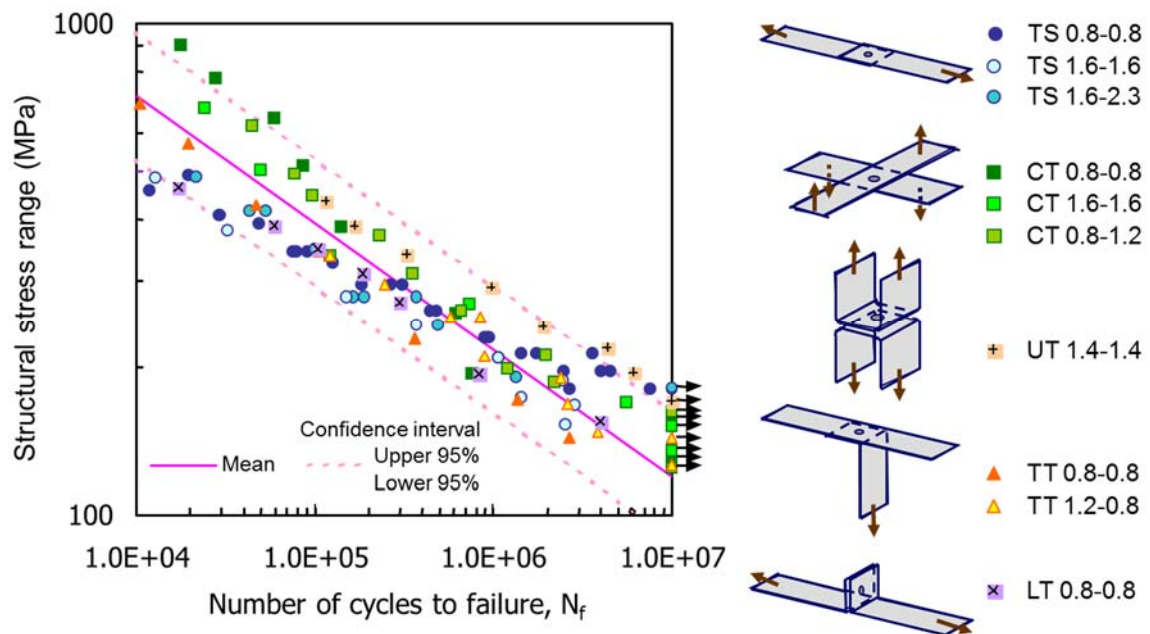 1000
100
Structural stress range (MPa)
Mean
Confidence interval
Upper 95%
Lower 95%
1.0E+04
1.0E+05
1.0E+06
1.0E+07
Number of cycles to failure, Nf
TS 0.8-0.8
TS 1.6-1.6
TS 1.6-2.3
CT 0.8-0.8
CT 1.6-1.6
CT 0.8-1.2
UT 1.4-1.4
TT 0.8-0.8
TT 1.2-0.8
LT 0.8-0.8